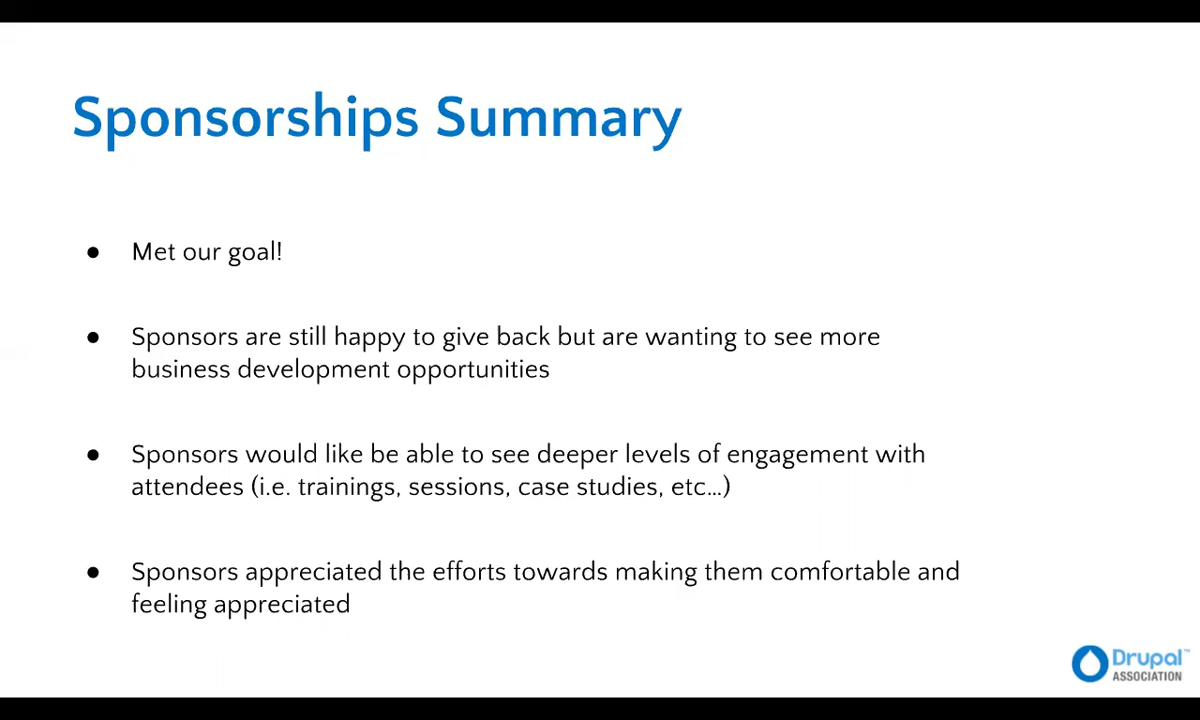 Sponsorships Summary
● Met our goal!
● Sponsors are still happy to give back but are wanting to see more
business development opportunities
● Sponsors would like be able to see deeper levels of engagement with
attendees (i.e. trainings, sessions, case studies, etc...)
● Sponsors appreciated the efforts towards making them comfortable and
feeling appreciated
Drupal™
ASSOCIATION